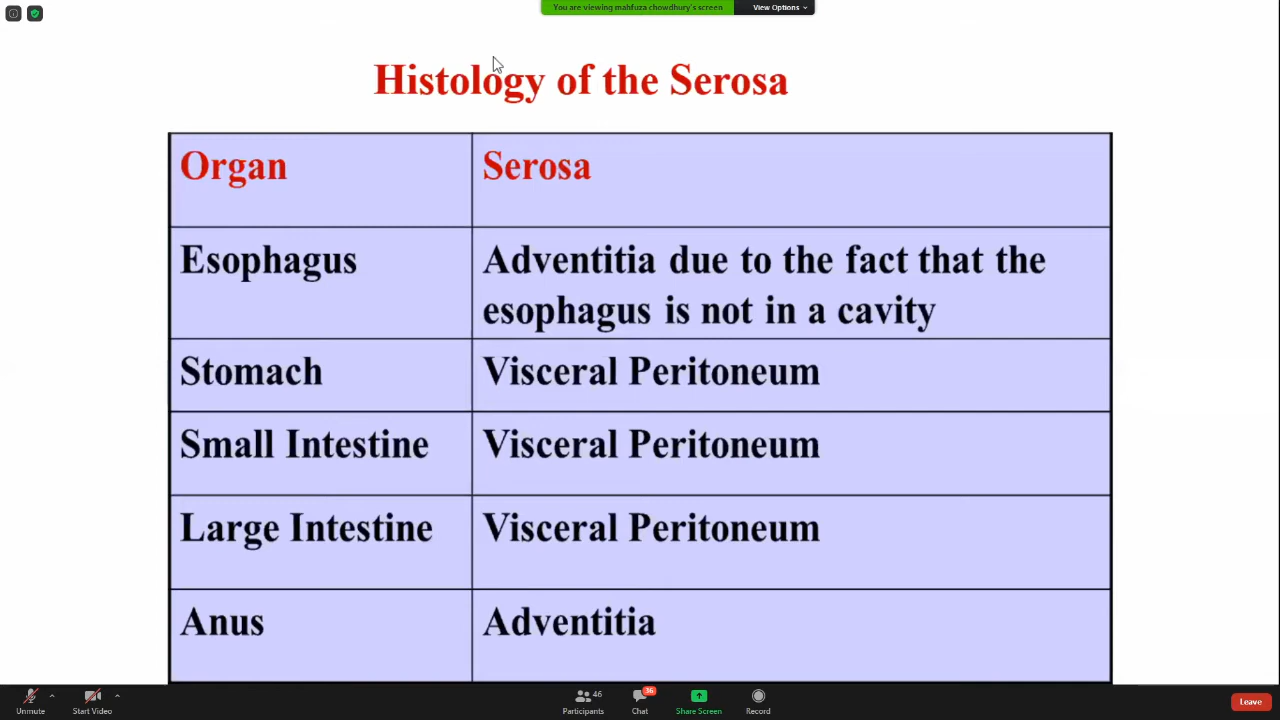 You are viewing mahfuza chowdhury's screen
View Options
Histology of the Serosa
Organ
Serosa
Esophagus
Adventitia due to the fact that the
esophagus is not in a cavity
Stomach
Visceral Peritoneum
Small Intestine
Visceral Peritoneum
Large Intestine
Visceral Peritoneum
Anus
Adventitia
Unmute
Start Video
46
Participants
36
Chat
Share Screen
Record
Leave